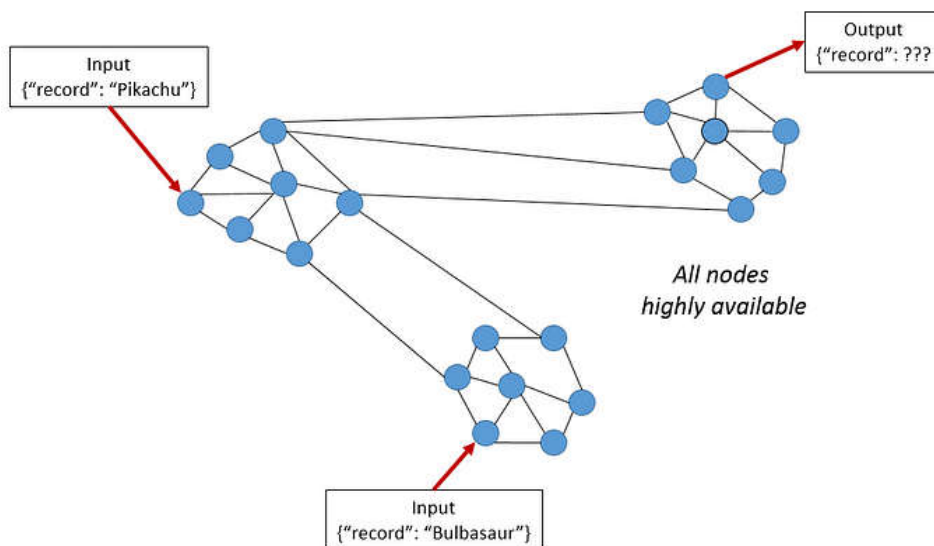 Input
{“record”: “Pikachu”}
Output
{“record”: ???
All nodes
highly available
Input
{“record”: “Bulbasaur”}